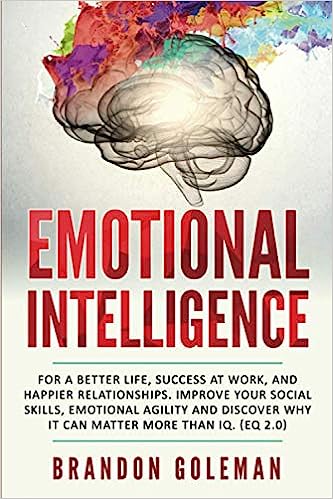 EMOTIONAL
INTELLIGENCE
FOR A BETTER LIFE, SUCCESS AT WORK, AND
HAPPIER RELATIONSHIPS. IMPROVE YOUR SOCIAL
SKILLS, EMOTIONAL AGILITY AND DISCOVER WHY
IT CAN MATTER MORE THAN IQ. (EQ 2.0)
BRANDON GOLEMAN